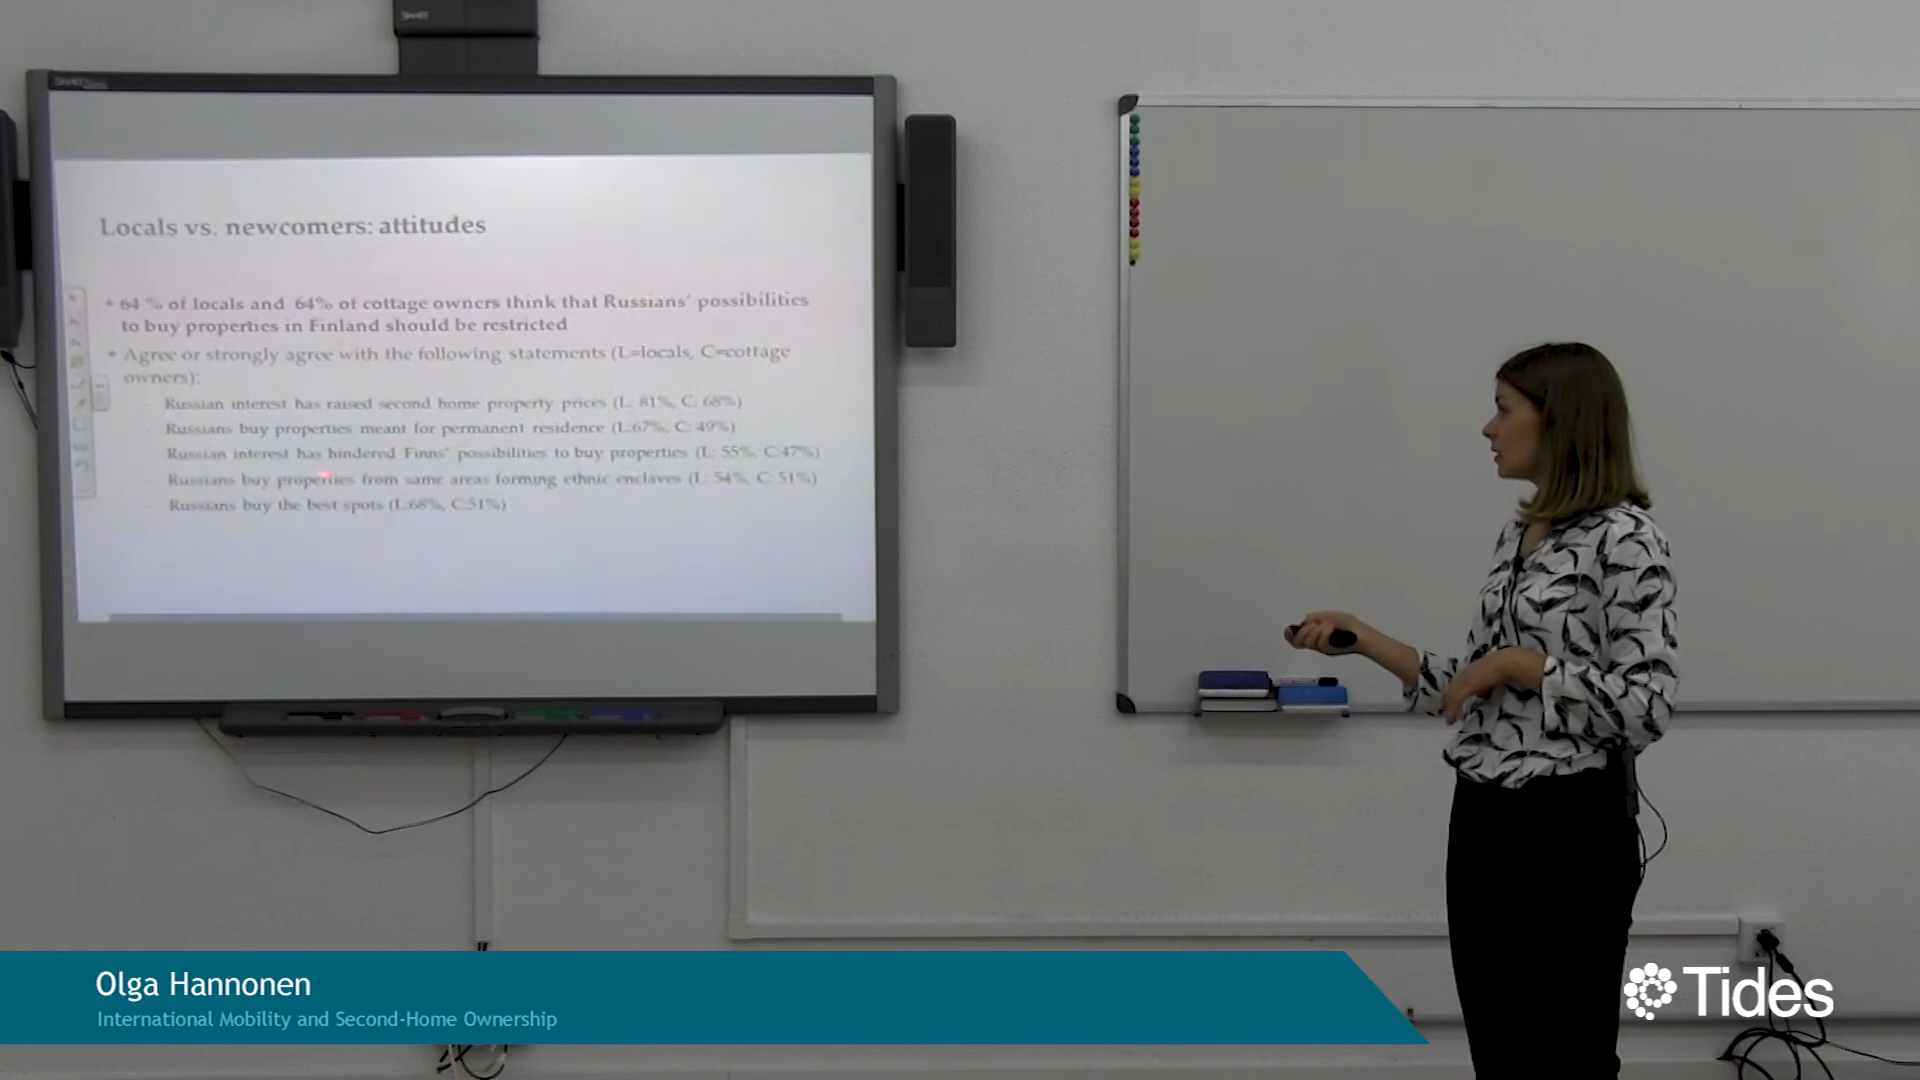 SMART
SMART
Locals vs. newcomers: attitudes
• 64 % of locals and 64% of cottage owners think that Russians' possibilities
to buy properties in Finland should be restricted
• Agree or strongly agree with the following statements (L=locals, C=cottage
owners):
– Russian interest has raised second home property prices (L: 81%, C: 68%)
– Russians buy properties meant for permanent residence (L:67%, C: 49%)
Russian interest has hindered Finns' possibilities to buy properties (L: 55%, C:47%)
– Russians buy properties from same areas forming ethnic enclaves (L: 54%, C: 51%)
– Russians buy the best spots (L:68%, C:51%)
Olga Hannonen
International Mobility and Second-Home Ownership
Tides